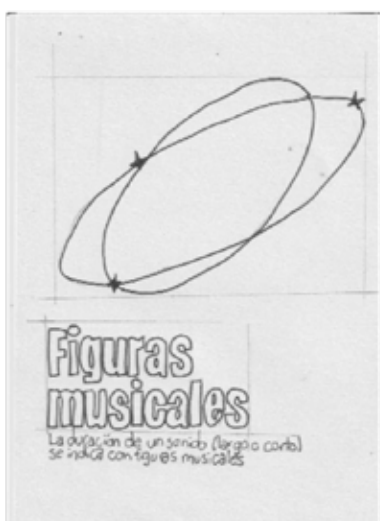 Figuras
musicales
La duración de un sonido (largo o corto)
se indica con figuras musicales